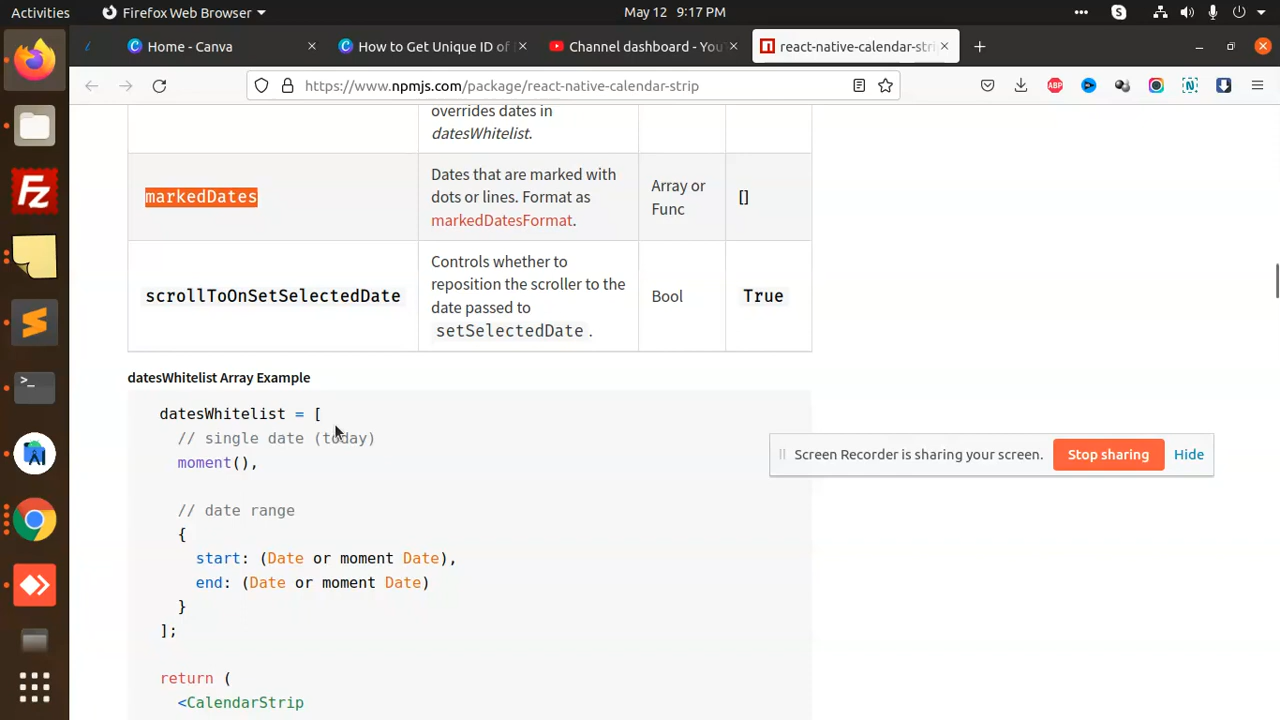 Activities
Firefox Web Browser
May 12 9:17 PM
Home - Canva
How to Get Unique ID of
Channel dashboard - You
react-native-calendar-stri
https://www.npmjs.com/package/react-native-calendar-strip
overrides dates in
datesWhitelist.
markedDates
Dates that are marked with
dots or lines. Format as
markedDatesFormat.
Array or
Func
[]
scrollToOnSetSelectedDate
Controls whether to
reposition the scroller to the
date passed to
setSelectedDate.
Bool
True
datesWhitelist Array Example
datesWhitelist = [
// single date (today)
moment(),
// date range
{
start: (Date or moment Date),
end: (Date or moment Date)
}
];
return (
<CalendarStrip
Screen Recorder is sharing your screen.
Stop sharing
Hide
ABP